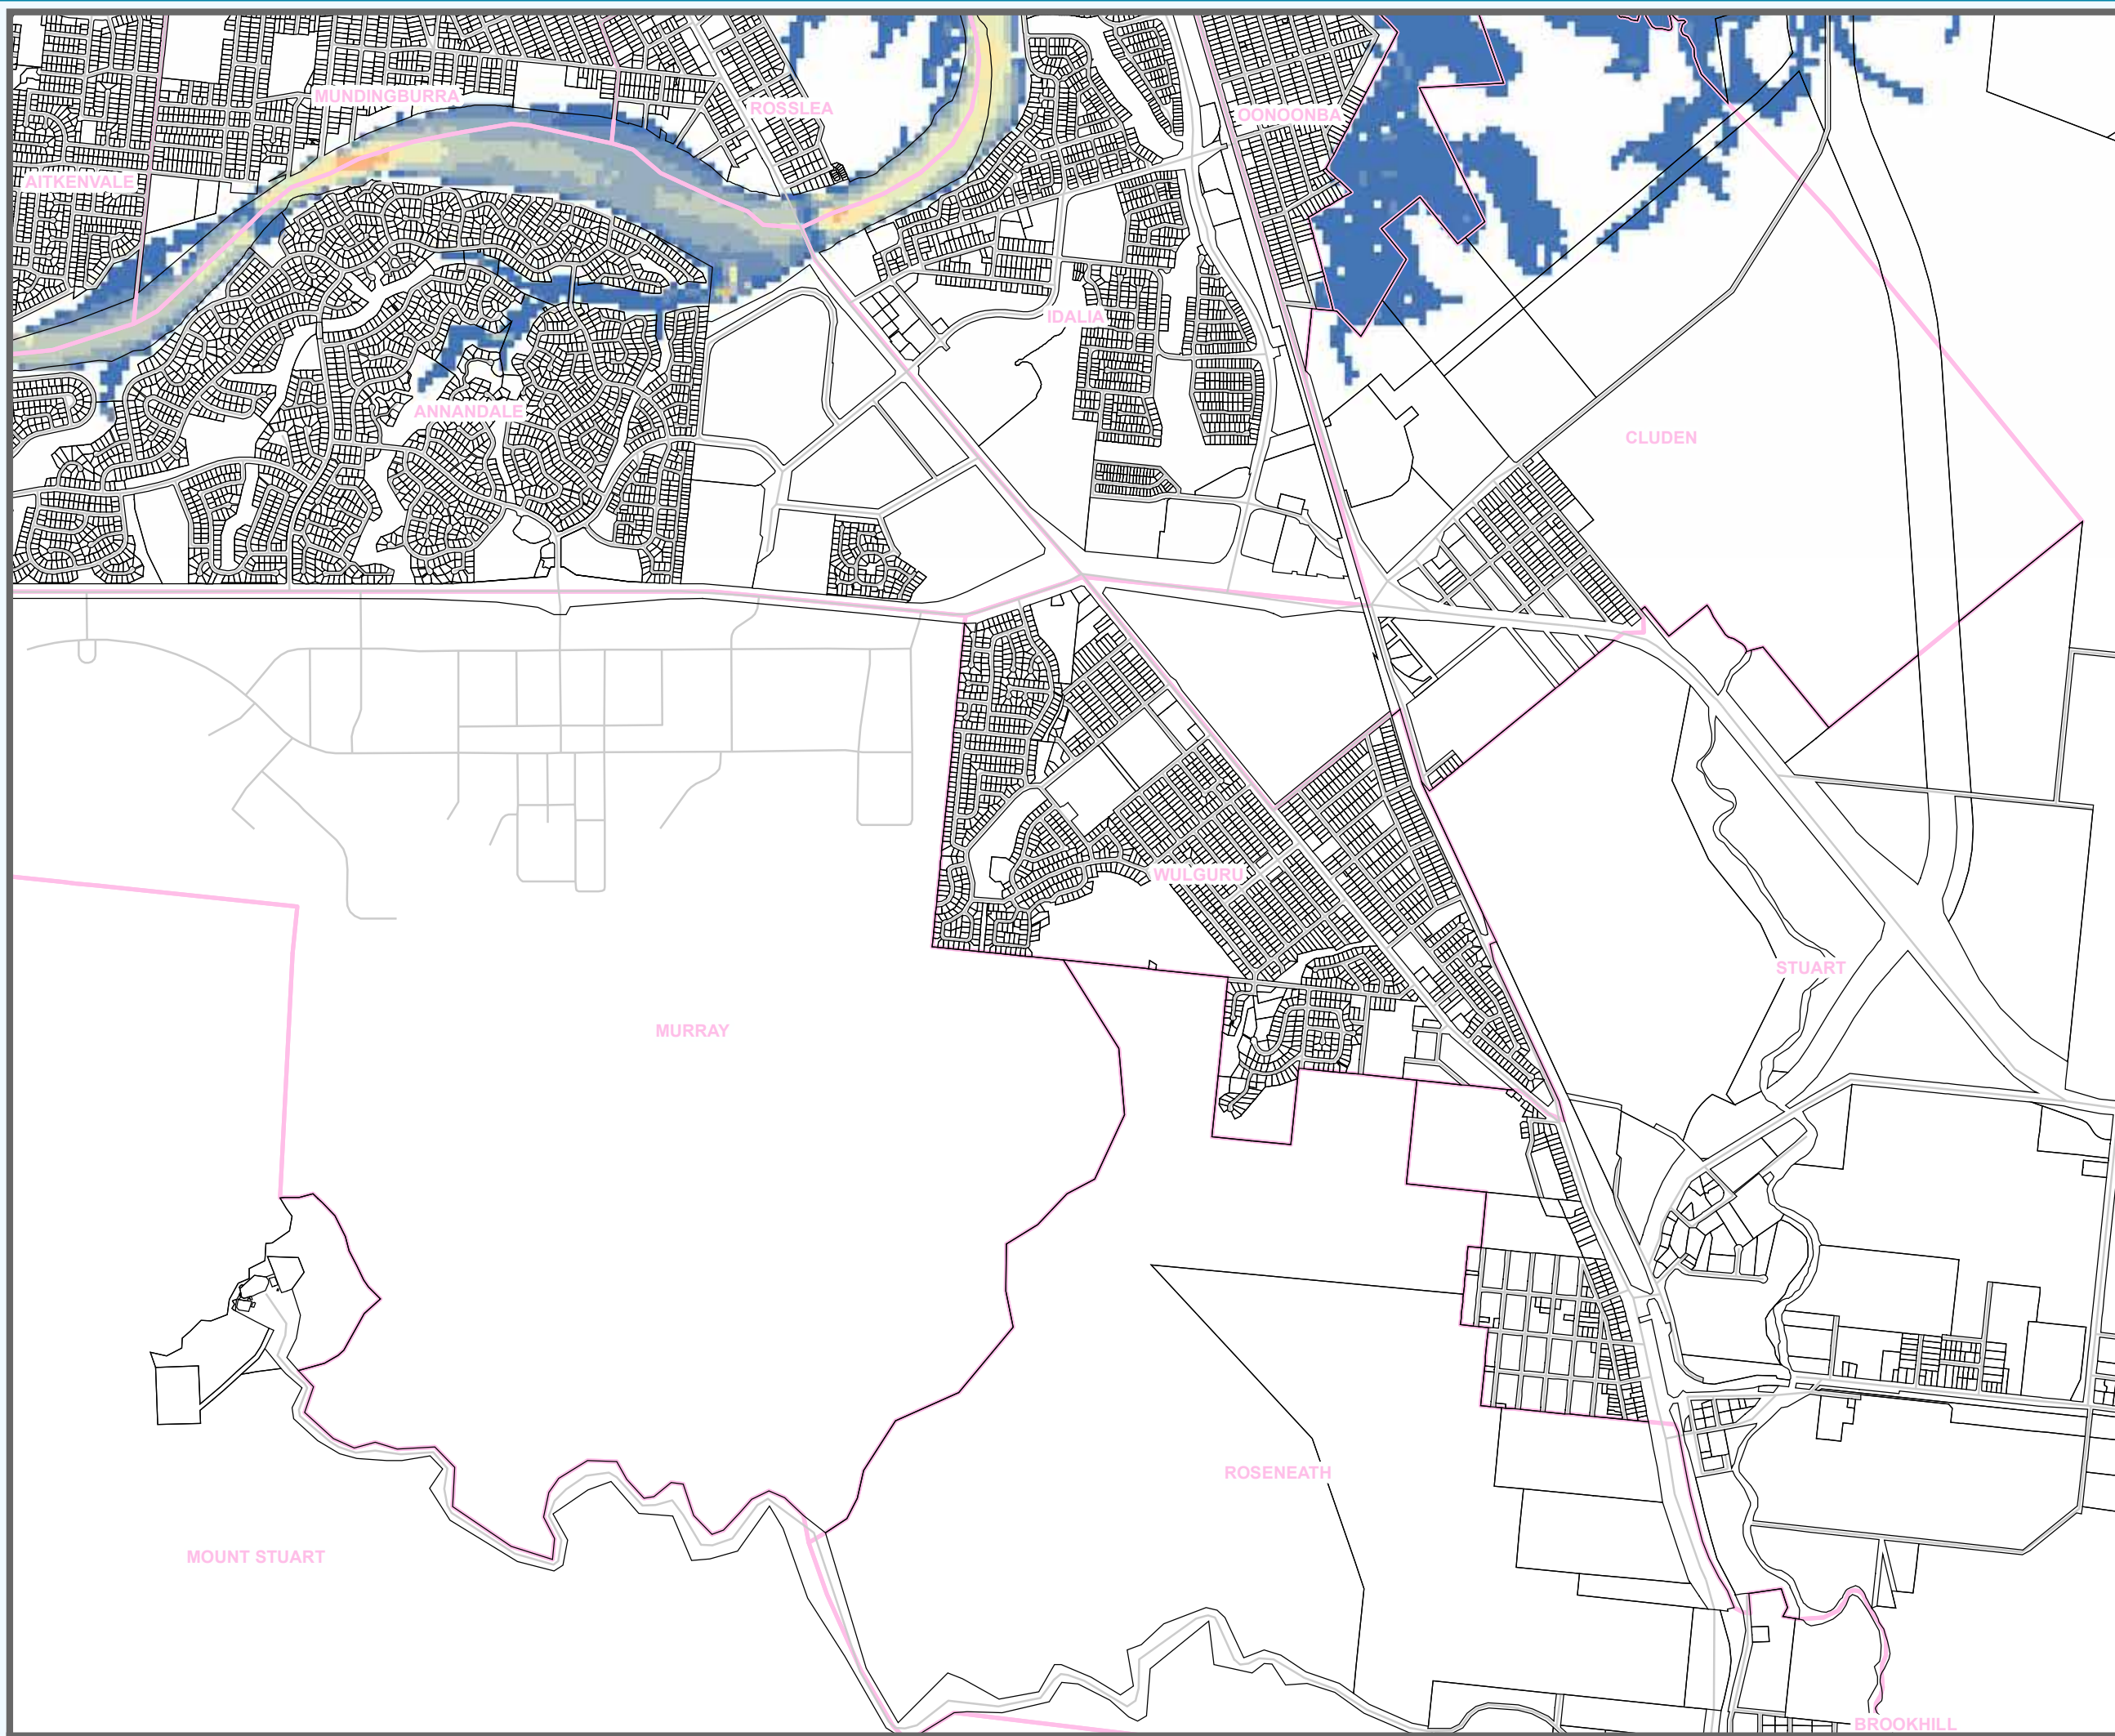 MUNDINGBURRA
ROSSLEA
OONOONBA
AITKENVALE
IDALIA
ANNANDALE
CLUDEN
WULGURU
STUART
MURRAY
ROSENEATH
MOUNT STUART
BROOKHILL